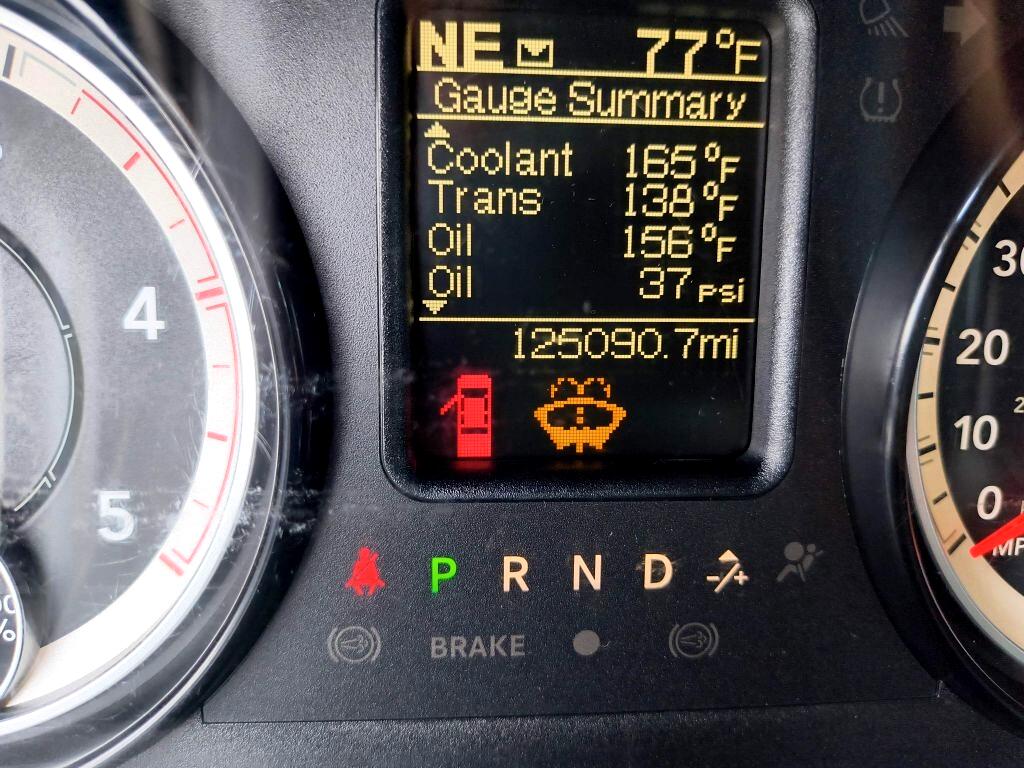 NE 77°F
Gauge Summary
Coolant 165°F
Trans 138°F
Oil 156°F
Oil 37 psi
125090.7mi
4
5
30
20
10
0
P R N D -/+
BRAKE
%